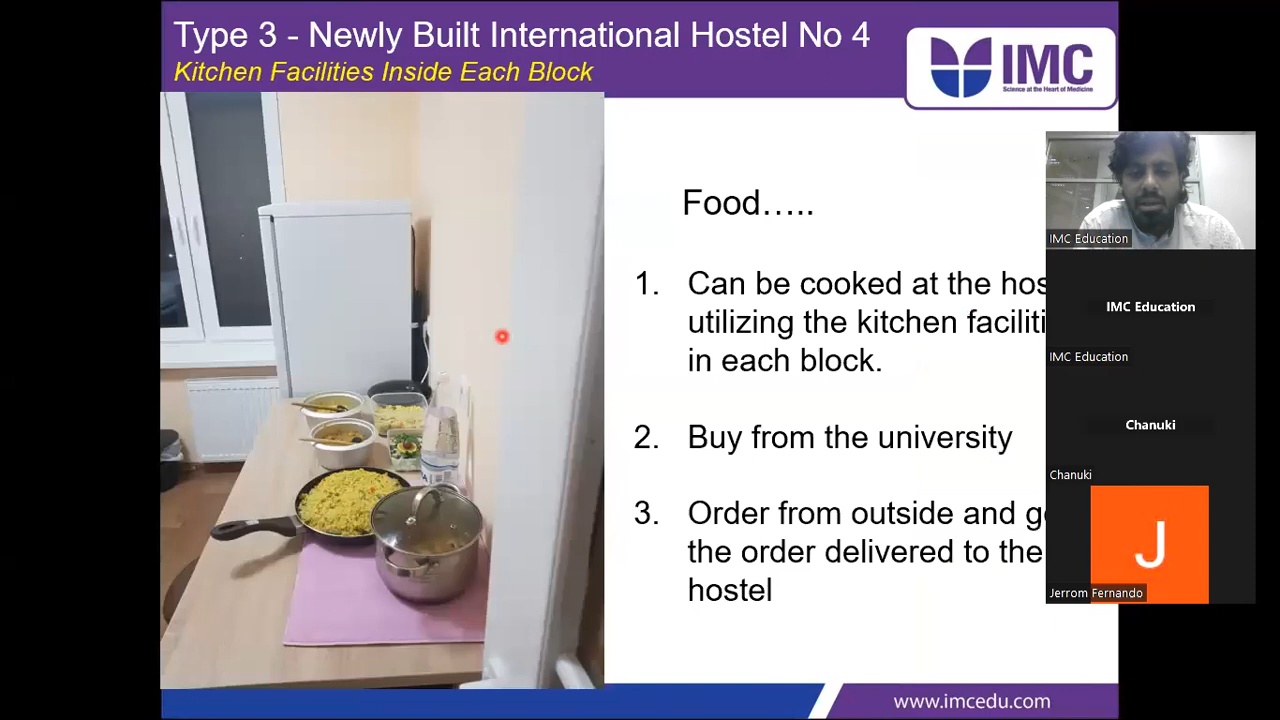 Type 3 - Newly Built International Hostel No 4
Kitchen Facilities Inside Each Block
IMC
Science at the Heart of Medicine
Food…..
1. Can be cooked at the hos
utilizing the kitchen faciliti
in each block.
2. Buy from the university
3. Order from outside and g
the order delivered to the
hostel
www.imcedu.com
IMC Education
IMC Education
IMC Education
Chanuki
Chanuki
J
Jerrom Fernando